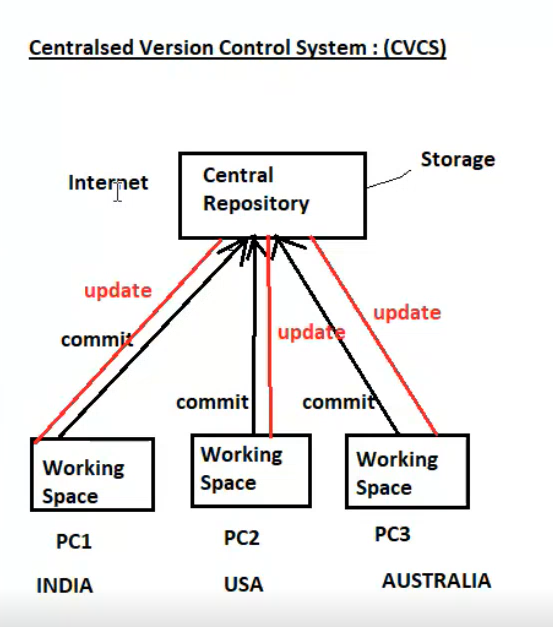 Centralsed Version Control System : (CVCS)
Storage
Internet
Central
Repository
update
commit
update
commit
update
commit
Working
Space
Working
Space
Working
Space
PC1
PC2
PC3
INDIA
USA
AUSTRALIA